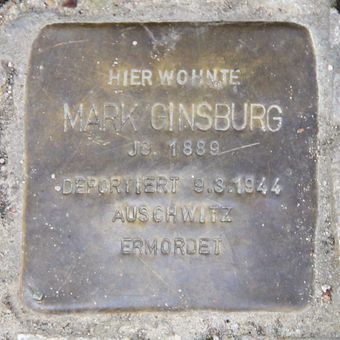 HIER WOHNTE
MARK GINSBURG
JG. 1889
DEPORTIERT 9.3.1944
AUSCHWITZ
ERMORDET